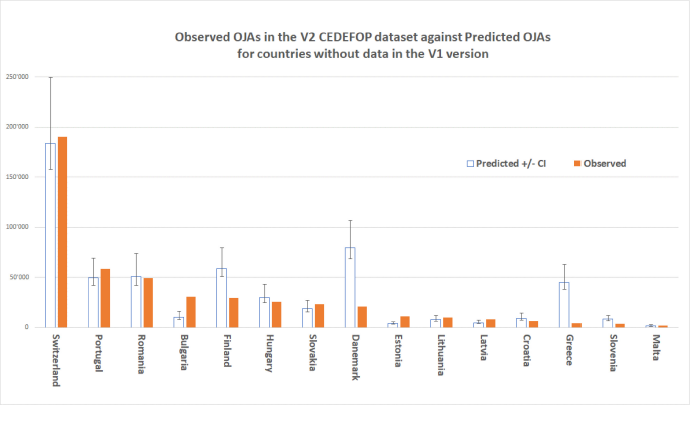 Observed OJAs in the V2 CEDEFOP dataset against Predicted OJAs
for countries without data in the V1 version
250'000
200'000
150'000
100'000
50'000
0
Predicted +/- CI
Observed
Switzerland
Portugal
Romania
Bulgaria
Finland
Hungary
Slovakia
Danemark
Estonia
Lithuania
Latvia
Croatia
Greece
Slovenia
Malta